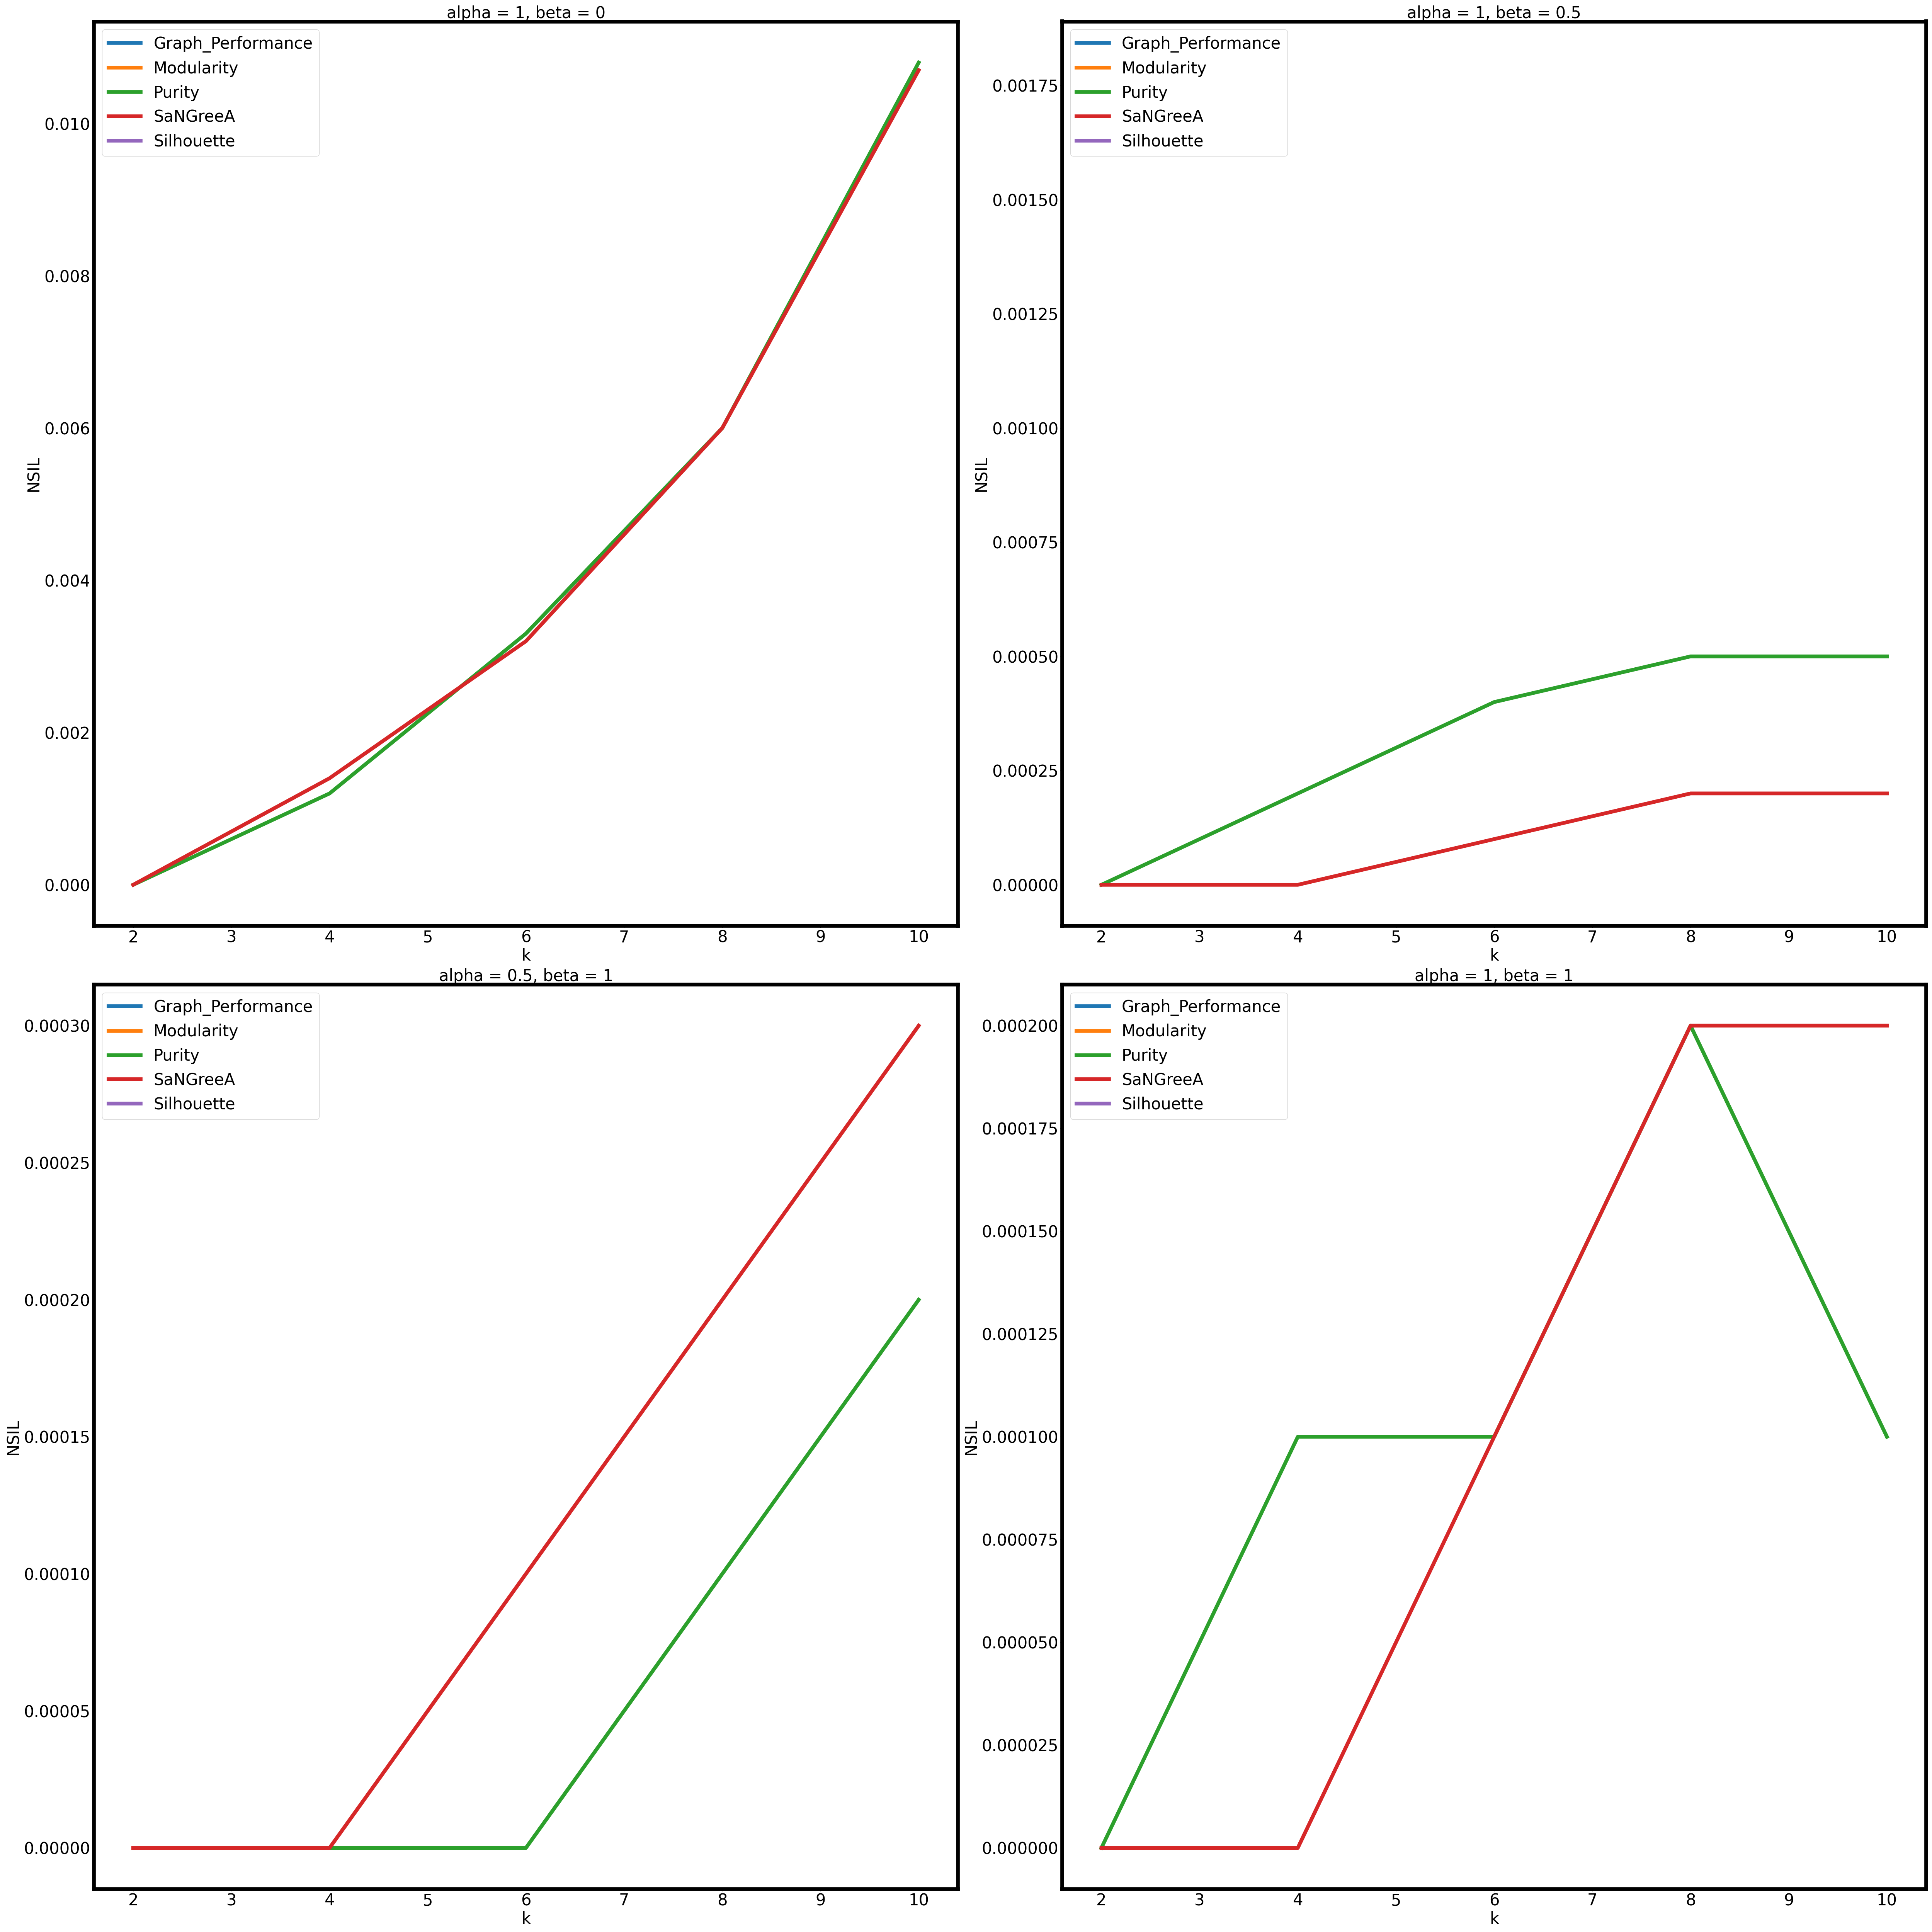 alpha = 1, beta = 0
Graph_Performance
Modularity
Purity
SaNGreeA
Silhouette
0.010
0.008
0.006
0.004
0.002
0.000
NSIL
2 3 4 5 6 7 8 9 10
k
alpha = 1, beta = 0.5
Graph_Performance
Modularity
Purity
SaNGreeA
Silhouette
0.00175
0.00150
0.00125
0.00100
0.00075
0.00050
0.00025
0.00000
NSIL
2 3 4 5 6 7 8 9 10
k
alpha = 0.5, beta = 1
Graph_Performance
Modularity
Purity
SaNGreeA
Silhouette
0.00030
0.00025
0.00020
0.00015
0.00010
0.00005
0.00000
NSIL
2 3 4 5 6 7 8 9 10
k
alpha = 1, beta = 1
Graph_Performance
Modularity
Purity
SaNGreeA
Silhouette
0.000200
0.000175
0.000150
0.000125
0.000100
0.000075
0.000050
0.000025
0.000000
NSIL
2 3 4 5 6 7 8 9 10
k